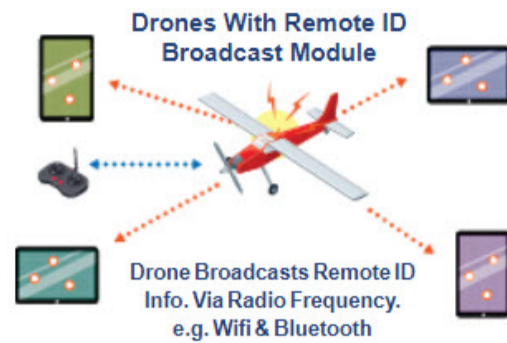 Drones With Remote ID
Broadcast Module
Drone Broadcasts Remote ID
Info. Via Radio Frequency.
e.g. Wifi & Bluetooth